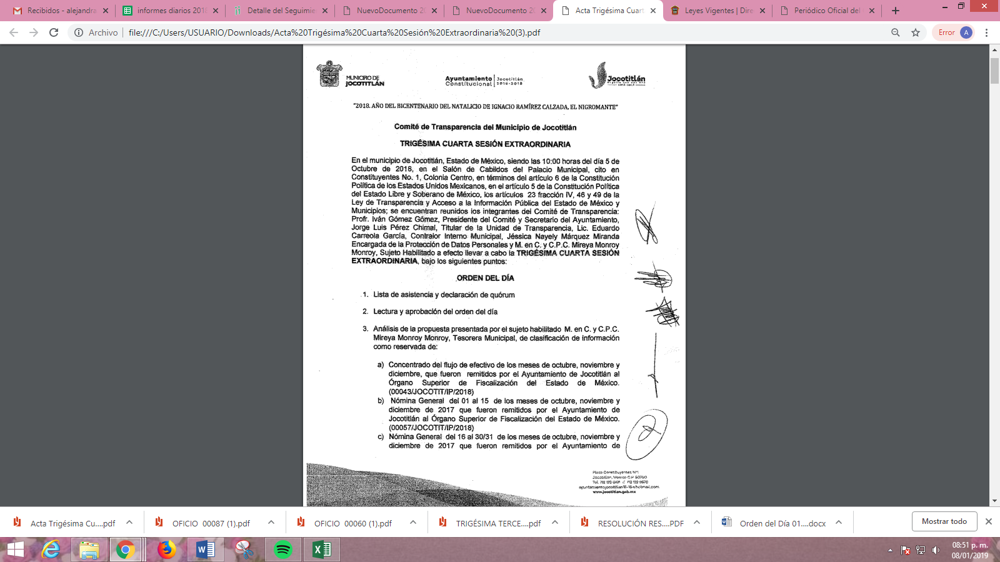 Recibidos - alejandra
informes diarios 2018
Detalle del Seguimie
NuevoDocumento 20
NuevoDocumento 20
Acta Trigésima Cuart
Leyes Vigentes | Dire
Periódico Oficial del
Archivo
file:///C:/Users/USUARIO/Downloads/Acta%20Trigésima%20Cuarta%20Sesión%20Extraordinaria%20(3).pdf
Error A
MUNICIPIO DE
JOCOTITLÁN
Ayuntamiento
Constitucional
Jocotitlán
2016-2018
Jocotitlán
2016-2018
"2018. AÑO DEL BICENTENARIO DEL NATALICIO DE IGNACIO RAMÍREZ CALZADA, EL NIGROMANTE"
Comité de Transparencia del Municipio de Jocotitlán
TRIGÉSIMA CUARTA SESIÓN EXTRAORDINARIA
En el municipio de Jocotitlán, Estado de México, siendo las 10:00 horas del día 5 de
Octubre de 2018, en el Salón de Cabildos del Palacio Municipal, cito en
Constituyentes No. 1, Colonia Centro, en términos del artículo 6 de la Constitución
Política de los Estados Unidos Mexicanos, en el artículo 5 de la Constitución Política
del Estado Libre y Soberano de México, los artículos 23 fracción IV, 46 y 49 de la
Ley de Transparencia y Acceso a la Información Pública del Estado de México y
Municipios; se encuentran reunidos los integrantes del Comité de Transparencia:
Profr. Iván Gómez Gómez, Presidente del Comité y Secretario del Ayuntamiento,
Jorge Luis Pérez Chimal, Titular de la Unidad de Transparencia, Lic. Eduardo
Carreola García, Contralor Interno Municipal, Jéssica Nayely Márquez Miranda
Encargada de la Protección de Datos Personales y M. en C. y C.P.C. Mireya Monroy
Monroy, Sujeto Habilitado a efecto llevar a cabo la TRIGÉSIMA CUARTA SESIÓN
EXTRAORDINARIA, bajo los siguientes puntos:
ORDEN DEL DÍA
1. Lista de asistencia y declaración de quórum
2. Lectura y aprobación del orden del día
3. Análisis de la propuesta presentada por el sujeto habilitado M. en C. y C.P.C.
Mireya Monroy Monroy, Tesorera Municipal, de clasificación de información
como reservada de:
a) Concentrado del flujo de efectivo de los meses de octubre, noviembre y
diciembre, que fueron remitidos por el Ayuntamiento de Jocotitlán al
Órgano Superior de Fiscalización del Estado de México.
(00043/JOCOTIT/IP/2018)
b) Nómina General del 01 al 15 de los meses de octubre, noviembre y
diciembre de 2017 que fueron remitidos por el Ayuntamiento de
Jocotitlán al Órgano Superior de Fiscalización del Estado de México.
(00057/JOCOTIT/IP/2018)
c) Nómina General del 16 al 30/31 de los meses de octubre, noviembre y
diciembre de 2017 que fueron remitidos por el Ayuntamiento de
Plaza Constituyentes Nº1
Jocotitlán, México C.P. 50700
www.jocotitlan.gob.mx
Acta Trigésima Cu....pdf
OFICIO 00087 (1).pdf
OFICIO 00060 (1).pdf
TRIGÉSIMA TERCE....pdf
RESOLUCIÓN RES....PDF
Orden del Día 01....docx
Mostrar todo
08:51 p. m.
08/01/2019